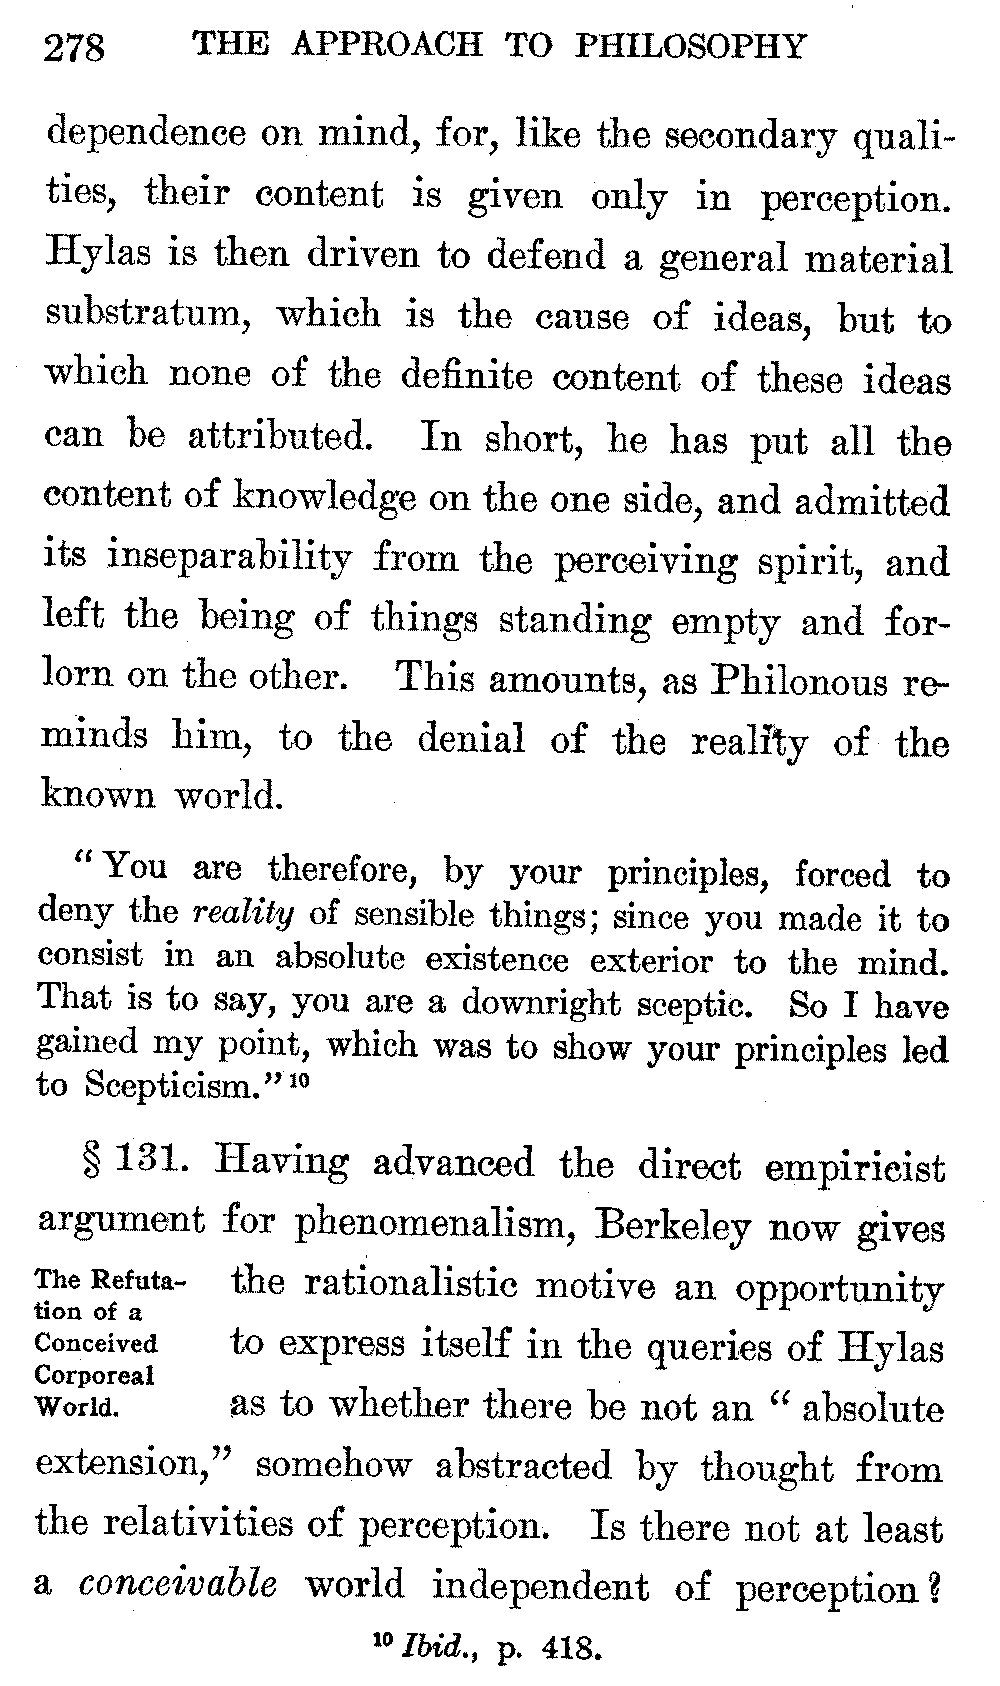 278 THE APPROACH TO PHILOSOPHY
dependence on mind, for, like the secondary quali-
ties, their content is given only in perception.
Hylas is then driven to defend a general material
substratum, which is the cause of ideas, but to
which none of the definite content of these ideas
can be attributed. In short, he has put all the
content of knowledge on the one side, and admitted
its inseparability from the perceiving spirit, and
left the being of things standing empty and for-
lorn on the other. This amounts, as Philonous re-
minds him, to the denial of the reality of the
known world.
"You are therefore, by your principles, forced to
deny the reality of sensible things; since you made it to
consist in an absolute existence exterior to the mind.
That is to say, you are a downright sceptic. So I have
gained my point, which was to show your principles led
to Scepticism." 10
§ 131. Having advanced the direct empiricist
argument for phenomenalism, Berkeley now gives
The Refuta-
tion of a
Conceived
Corporeal
World.
the rationalistic motive an opportunity
to express itself in the queries of Hylas
as to whether there be not an "absolute
extension," somehow abstracted by thought from
the relativities of perception. Is there not at least
a conceivable world independent of perception?
10 Ibid., p. 418.